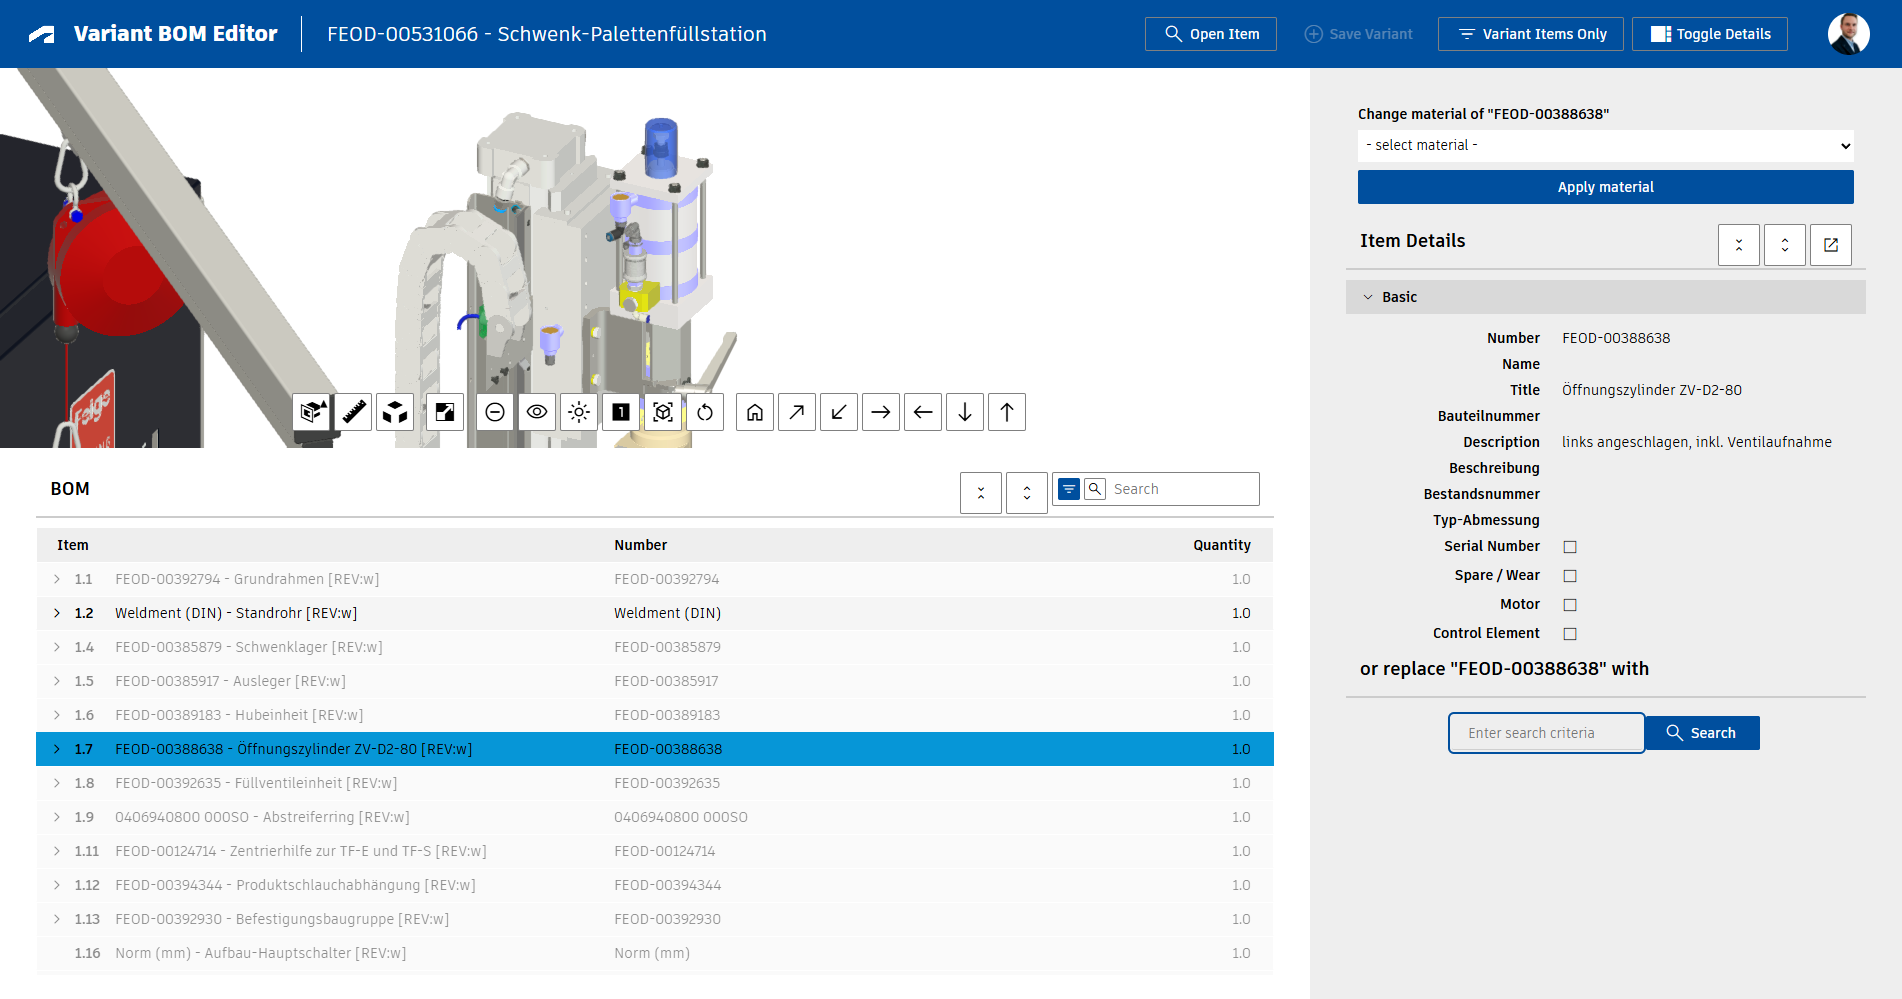 Variant BOM Editor
FEOD-00531066 - Schwenk-Palettenfüllstation
Open Item
Save Variant
Variant Items Only
Toggle Details
Felge
1
Change material of "FEOD-00388638"
- select material -
Apply material
Item Details
Basic
Number FEOD-00388638
Name
Title Öffnungszylinder ZV-D2-80
Bauteilnummer
Description links angeschlagen, inkl. Ventilaufnahme
Beschreibung
Bestandsnummer
Typ-Abmessung
Serial Number
Spare / Wear
Motor
Control Element
or replace "FEOD-00388638" with
Enter search criteria
Search
BOM
Search
Item Number Quantity
1.1 FEOD-00392794 - Grundrahmen [REV:w] FEOD-00392794 1.0
1.2 Weldment (DIN) - Standrohr [REV:w] Weldment (DIN) 1.0
1.4 FEOD-00385879 - Schwenklager [REV:w] FEOD-00385879 1.0
1.5 FEOD-00385917 - Ausleger [REV:w] FEOD-00385917 1.0
1.6 FEOD-00389183 - Hubeinheit [REV:w] FEOD-00389183 1.0
1.7 FEOD-00388638 - Öffnungszylinder ZV-D2-80 [REV:w] FEOD-00388638 1.0
1.8 FEOD-00392635 - Füllventileinheit [REV:w] FEOD-00392635 1.0
1.9 0406940800 000SO - Abstreiferring [REV:w] 0406940800 000SO 1.0
1.11 FEOD-00124714 - Zentrierhilfe zur TF-E und TF-S [REV:w] FEOD-00124714 1.0
1.12 FEOD-00394344 - Produktschlauchabhängung [REV:w] FEOD-00394344 1.0
1.13 FEOD-00392930 - Befestigungsbaugruppe [REV:w] FEOD-00392930 1.0
1.16 Norm (mm) - Aufbau-Hauptschalter [REV:w] Norm (mm) 1.0